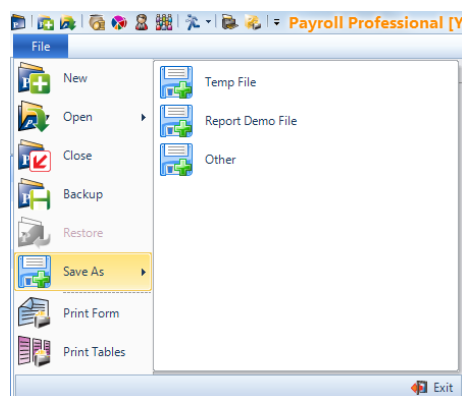 Payroll Professional [Y
File
New
Open
Close
Backup
Restore
Save As
Print Form
Print Tables
Temp File
Report Demo File
Other
Exit